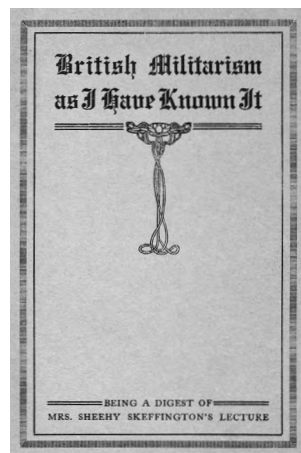 British Militarism
as I Have Known It
BEING A DIGEST OF
MRS. SHEEHY SKEFFINGTON'S LECTURE